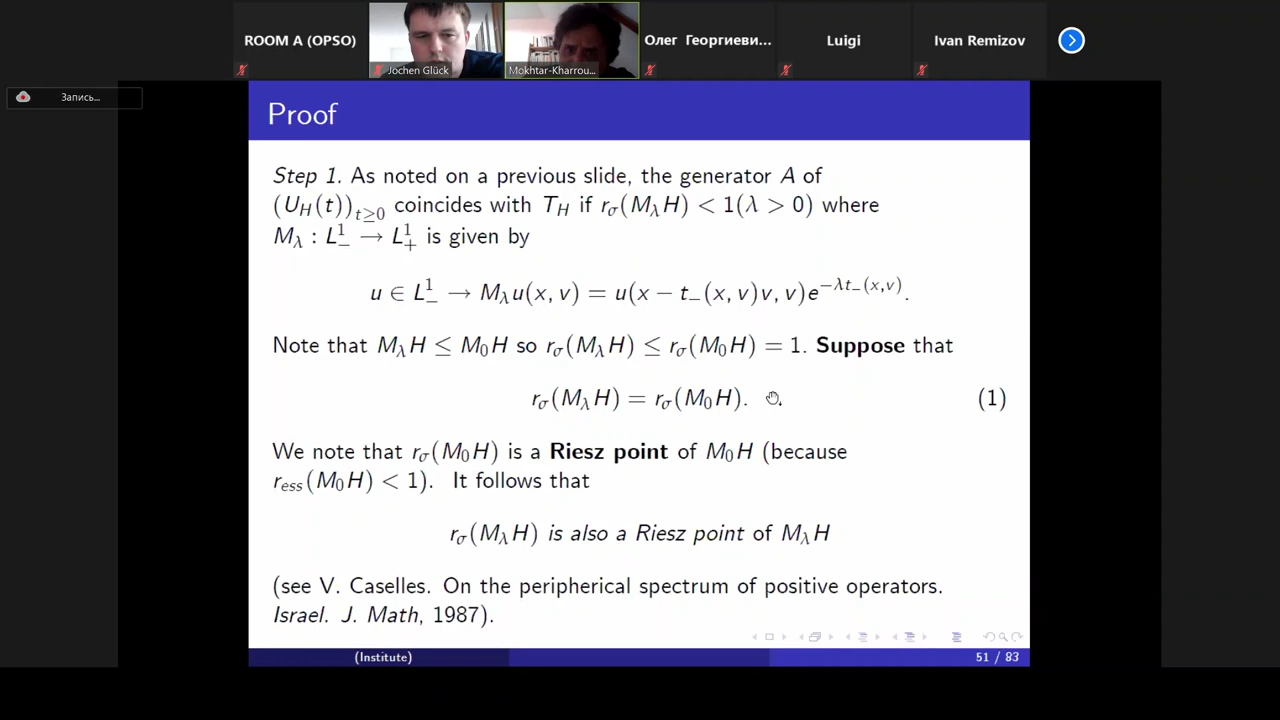 ROOM A (OPSO)
Jochen Glück
Mokhtar-Kharrou...
Олег Георгиеви...
Luigi
Ivan Remizov
Запись...
Proof
Step 1. As noted on a previous slide, the generator A of
(U_H(t))_{t≥0} coincides with T_H if r_σ(M_λH) < 1(λ > 0) where
M_λ : L^1_− → L^1_+ is given by
u ∈ L^1_− → M_λu(x, v) = u(x − t_−(x, v)v, v)e^{−λt_−(x,v)}.
Note that M_λH ≤ M_0H so r_σ(M_λH) ≤ r_σ(M_0H) = 1. Suppose that
r_σ(M_λH) = r_σ(M_0H). (1)
We note that r_σ(M_0H) is a Riesz point of M_0H (because
r_{ess}(M_0H) < 1). It follows that
r_σ(M_λH) is also a Riesz point of M_λH
(see V. Caselles. On the peripherical spectrum of positive operators.
Israel. J. Math, 1987).
(Institute)
51 / 83